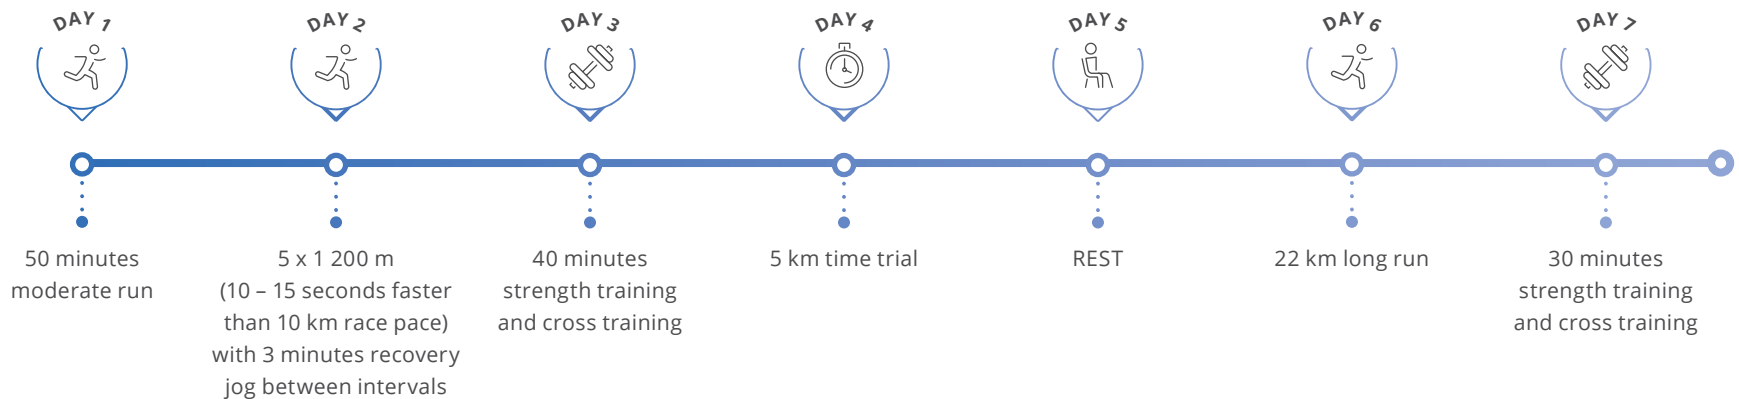 DAY 1
50 minutes
moderate run
DAY 2
5 x 1 200 m
(10 – 15 seconds faster
than 10 km race pace)
with 3 minutes recovery
jog between intervals
DAY 3
40 minutes
strength training
and cross training
DAY 4
5 km time trial
DAY 5
REST
DAY 6
22 km long run
DAY 7
30 minutes
strength training
and cross training